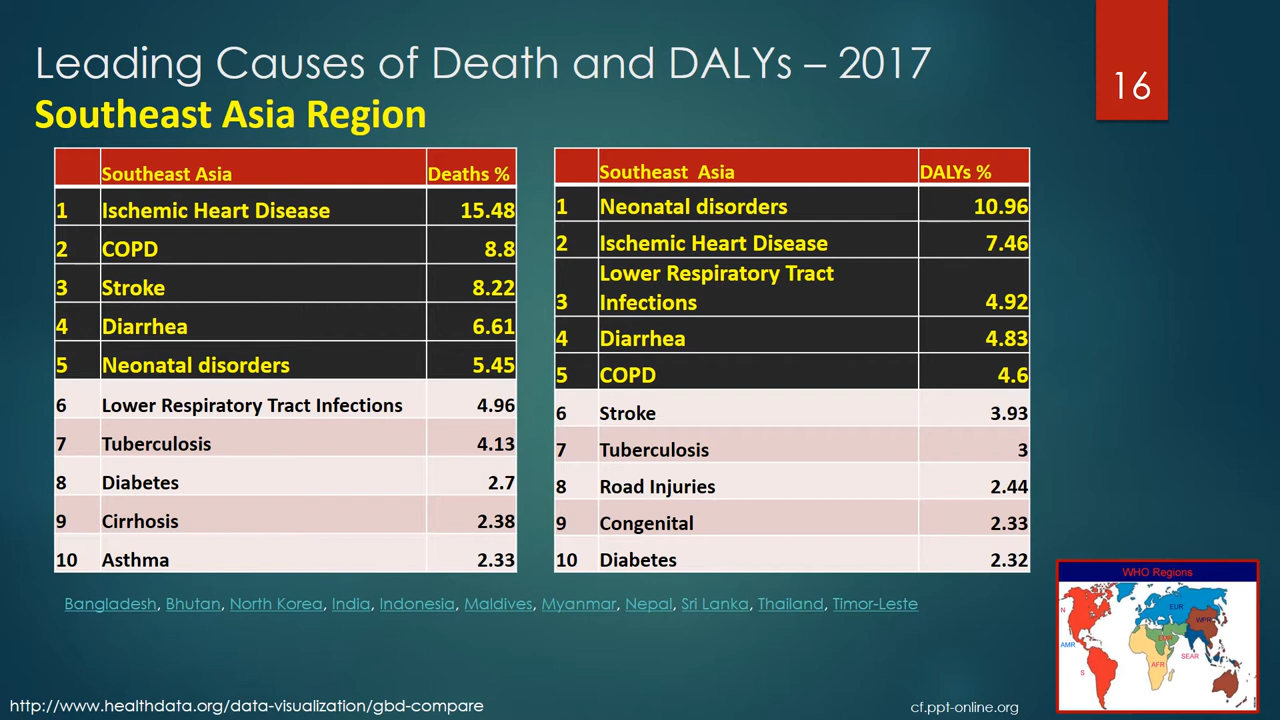 Leading Causes of Death and DALYs – 2017
16
Southeast Asia Region
Southeast Asia Deaths %
1 Ischemic Heart Disease 15.48
2 COPD 8.8
3 Stroke 8.22
4 Diarrhea 6.61
5 Neonatal disorders 5.45
6 Lower Respiratory Tract Infections 4.96
7 Tuberculosis 4.13
8 Diabetes 2.7
9 Cirrhosis 2.38
10 Asthma 2.33
Southeast Asia DALYs %
1 Neonatal disorders 10.96
2 Ischemic Heart Disease 7.46
Lower Respiratory Tract
3 Infections 4.92
4 Diarrhea 4.83
5 COPD 4.6
6 Stroke 3.93
7 Tuberculosis 3
8 Road Injuries 2.44
9 Congenital 2.33
10 Diabetes 2.32
Bangladesh, Bhutan, North Korea, India, Indonesia, Maldives, Myanmar, Nepal, Sri Lanka, Thailand, Timor-Leste
WHO Regions
N
EUR
WPR
EMR
AMR
SEAR
AFR
S
http://www.healthdata.org/data-visualization/gbd-compare
cf.ppt-online.org